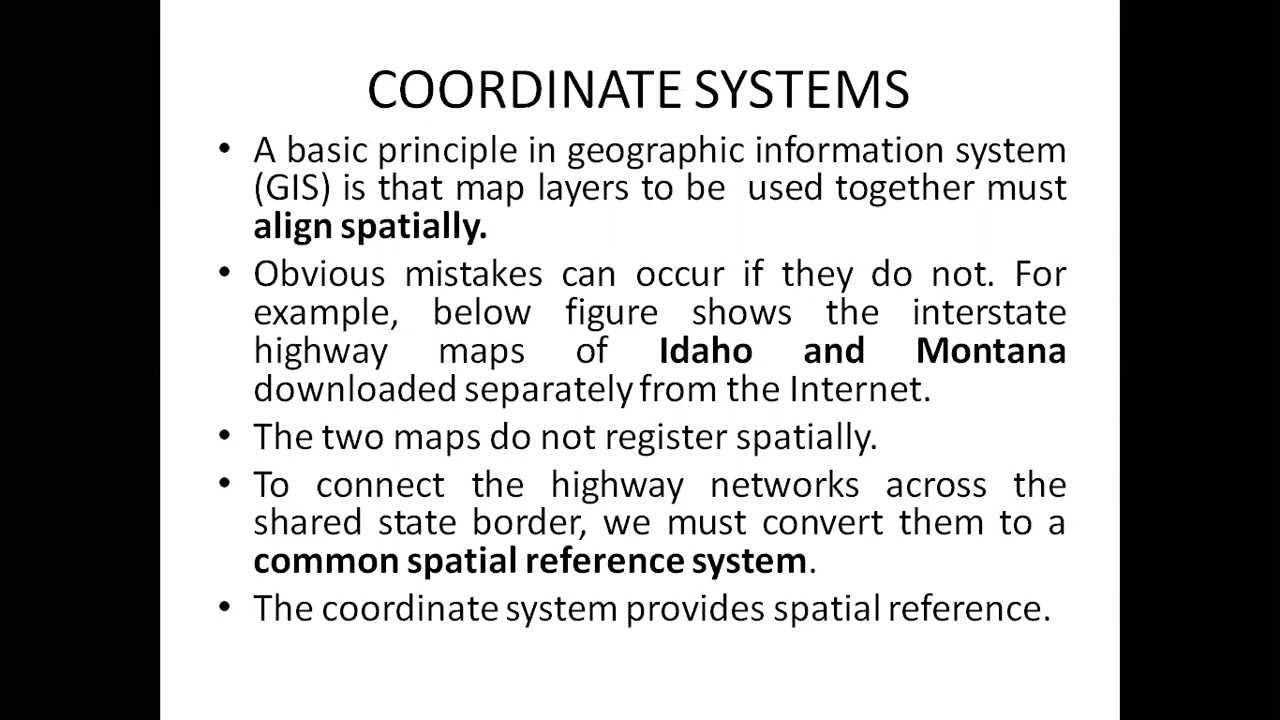 COORDINATE SYSTEMS
• A basic principle in geographic information system
(GIS) is that map layers to be used together must
align spatially.
• Obvious mistakes can occur if they do not. For
example, below figure shows the interstate
highway maps of Idaho and Montana
downloaded separately from the Internet.
• The two maps do not register spatially.
• To connect the highway networks across the
shared state border, we must convert them to a
common spatial reference system.
• The coordinate system provides spatial reference.